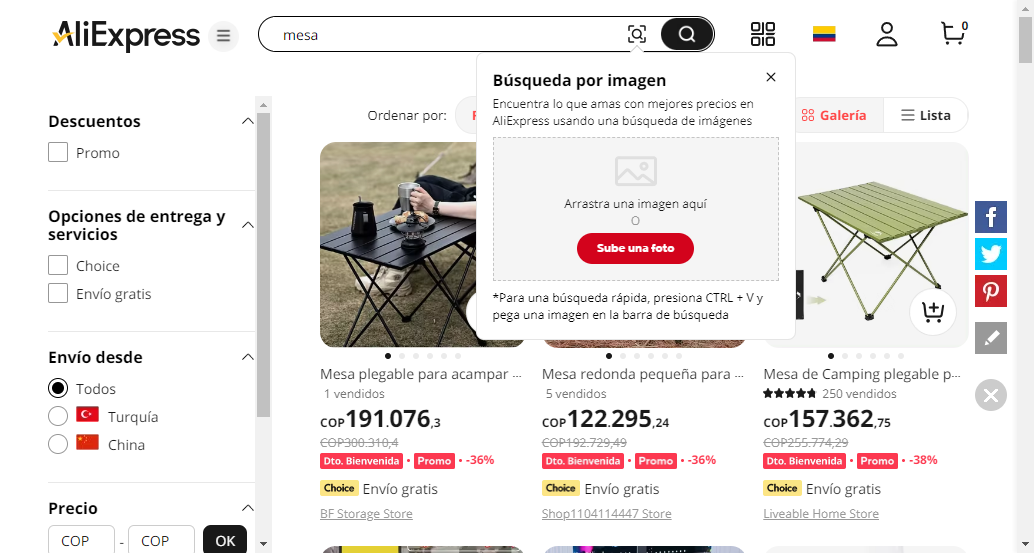 AliExpress
mesa
0
Búsqueda por imagen
Encuentra lo que amas con mejores precios en
AliExpress usando una búsqueda de imágenes
Arrastra una imagen aquí
O
Sube una foto
*Para una búsqueda rápida, presiona CTRL + V y
pega una imagen en la barra de búsqueda
Descuentos
Promo
Opciones de entrega y
servicios
Choice
Envío gratis
Envío desde
Todos
Turquía
China
Precio
COP - COP OK
Ordenar por:
Galería
Lista
Mesa plegable para acampar ...
1 vendidos
COP191.076,3
COP300.310,4
Dto. Bienvenida • Promo • -36%
Choice Envío gratis
BF Storage Store
Mesa redonda pequeña para ...
5 vendidos
COP122.295,24
COP192.729,49
Dto. Bienvenida • Promo • -36%
Choice Envío gratis
Shop1104114447 Store
Mesa de Camping plegable p...
250 vendidos
COP157.362,75
COP255.774,29
Dto. Bienvenida • Promo • -38%
Choice Envío gratis
Liveable Home Store